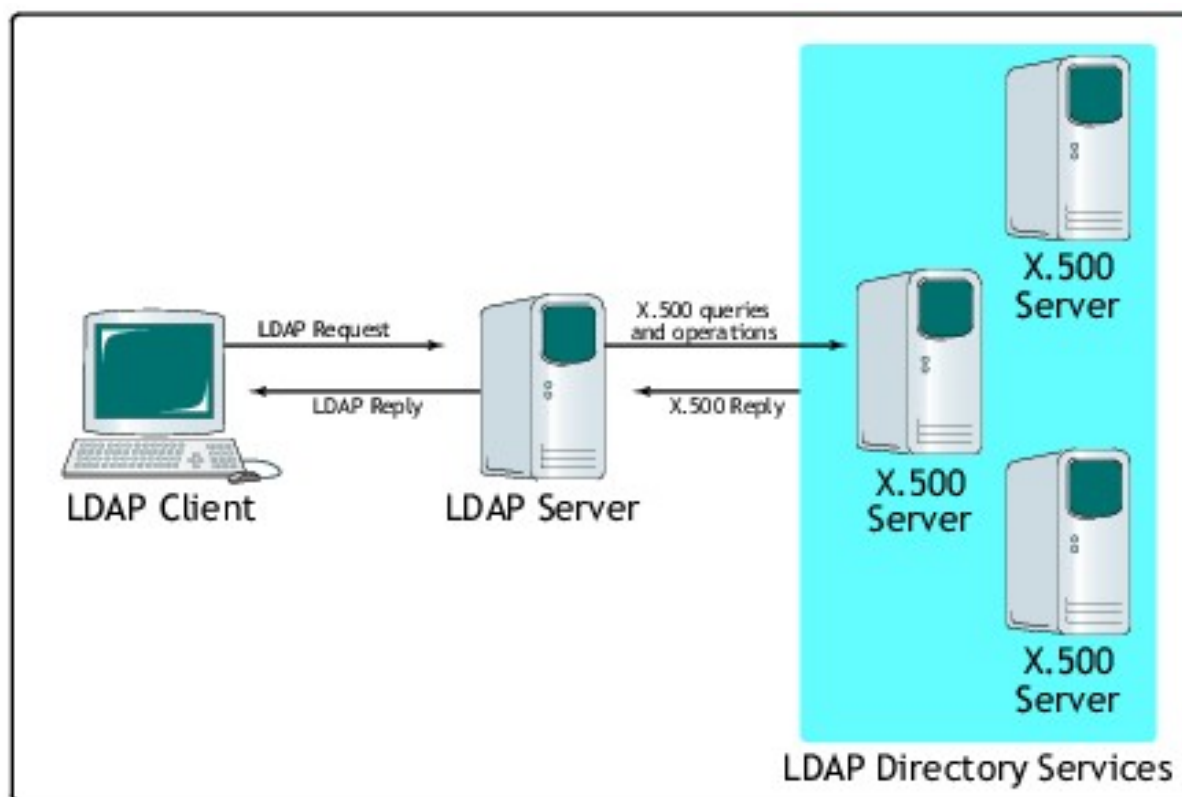 LDAP Request
LDAP Reply
X.500 queries
and operations
X.500 Reply
LDAP Client
LDAP Server
X.500
Server
X.500
Server
X.500
Server
LDAP Directory Services